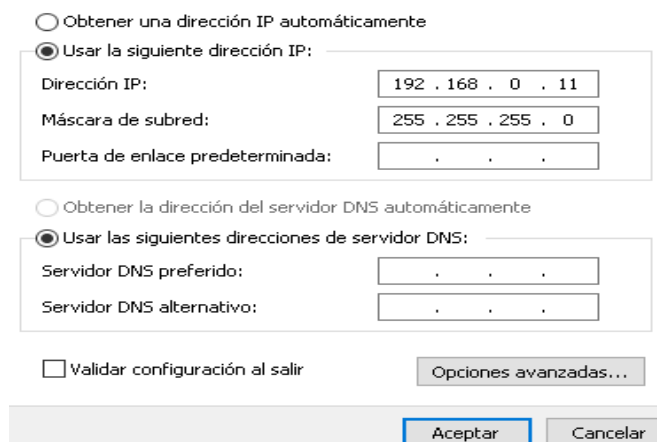 Obtener una dirección IP automáticamente
Usar la siguiente dirección IP:
Dirección IP: 192 . 168 . 0 . 11
Máscara de subred: 255 . 255 . 255 . 0
Puerta de enlace predeterminada: . . .
Obtener la dirección del servidor DNS automáticamente
Usar las siguientes direcciones de servidor DNS:
Servidor DNS preferido: . . .
Servidor DNS alternativo: . . .
Validar configuración al salir Opciones avanzadas...
Aceptar Cancelar